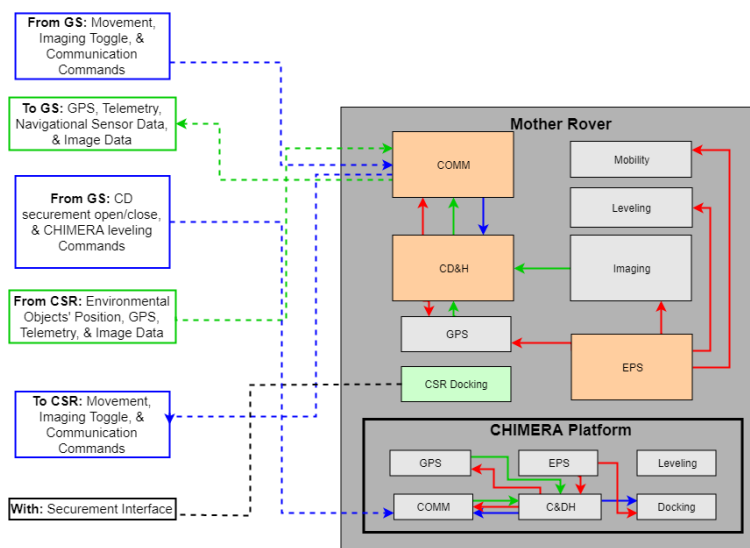 From GS: Movement,
Imaging Toggle, &
Communication
Commands
To GS: GPS, Telemetry,
Navigational Sensor Data,
& Image Data
From GS: CD
securement open/close,
& CHIMERA leveling
Commands
From CSR: Environmental
Objects' Position, GPS,
Telemetry, & Image Data
To CSR: Movement,
Imaging Toggle, &
Communication
Commands
With: Securement Interface
Mother Rover
COMM
Mobility
Leveling
CD&H
Imaging
GPS
EPS
CSR Docking
CHIMERA Platform
GPS
EPS
Leveling
COMM
C&DH
Docking